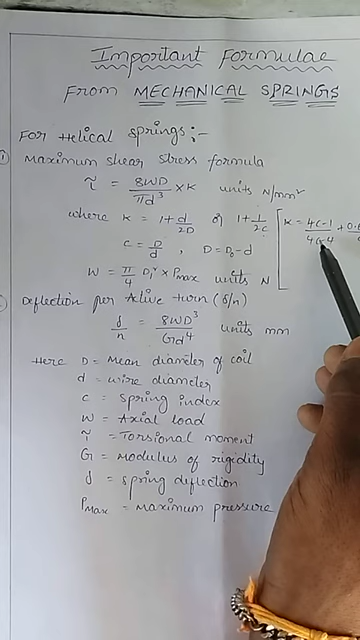 Important Formulae
From MECHANICAL SPRINGS
For Helical Springs:-
Maximum shear stress formula
τ = 8WD/πd³ × K units N/mm²
where K = 1+d/2D or 1+1/2C [K = 4C-1/4C-4 +
C = D/d , D = D₀-d
W = π/4 D₁² × Pmax units N
Deflection per Active turn (δ/n)
δ/n = 8WD³/Gd⁴ units mm
Here D = Mean diameter of coil
d = wire diameter
C = Spring index
W = Axial load
τ = Torsional moment
G = Modulus of rigidity
δ = Spring deflection
PMax = Maximum pressure